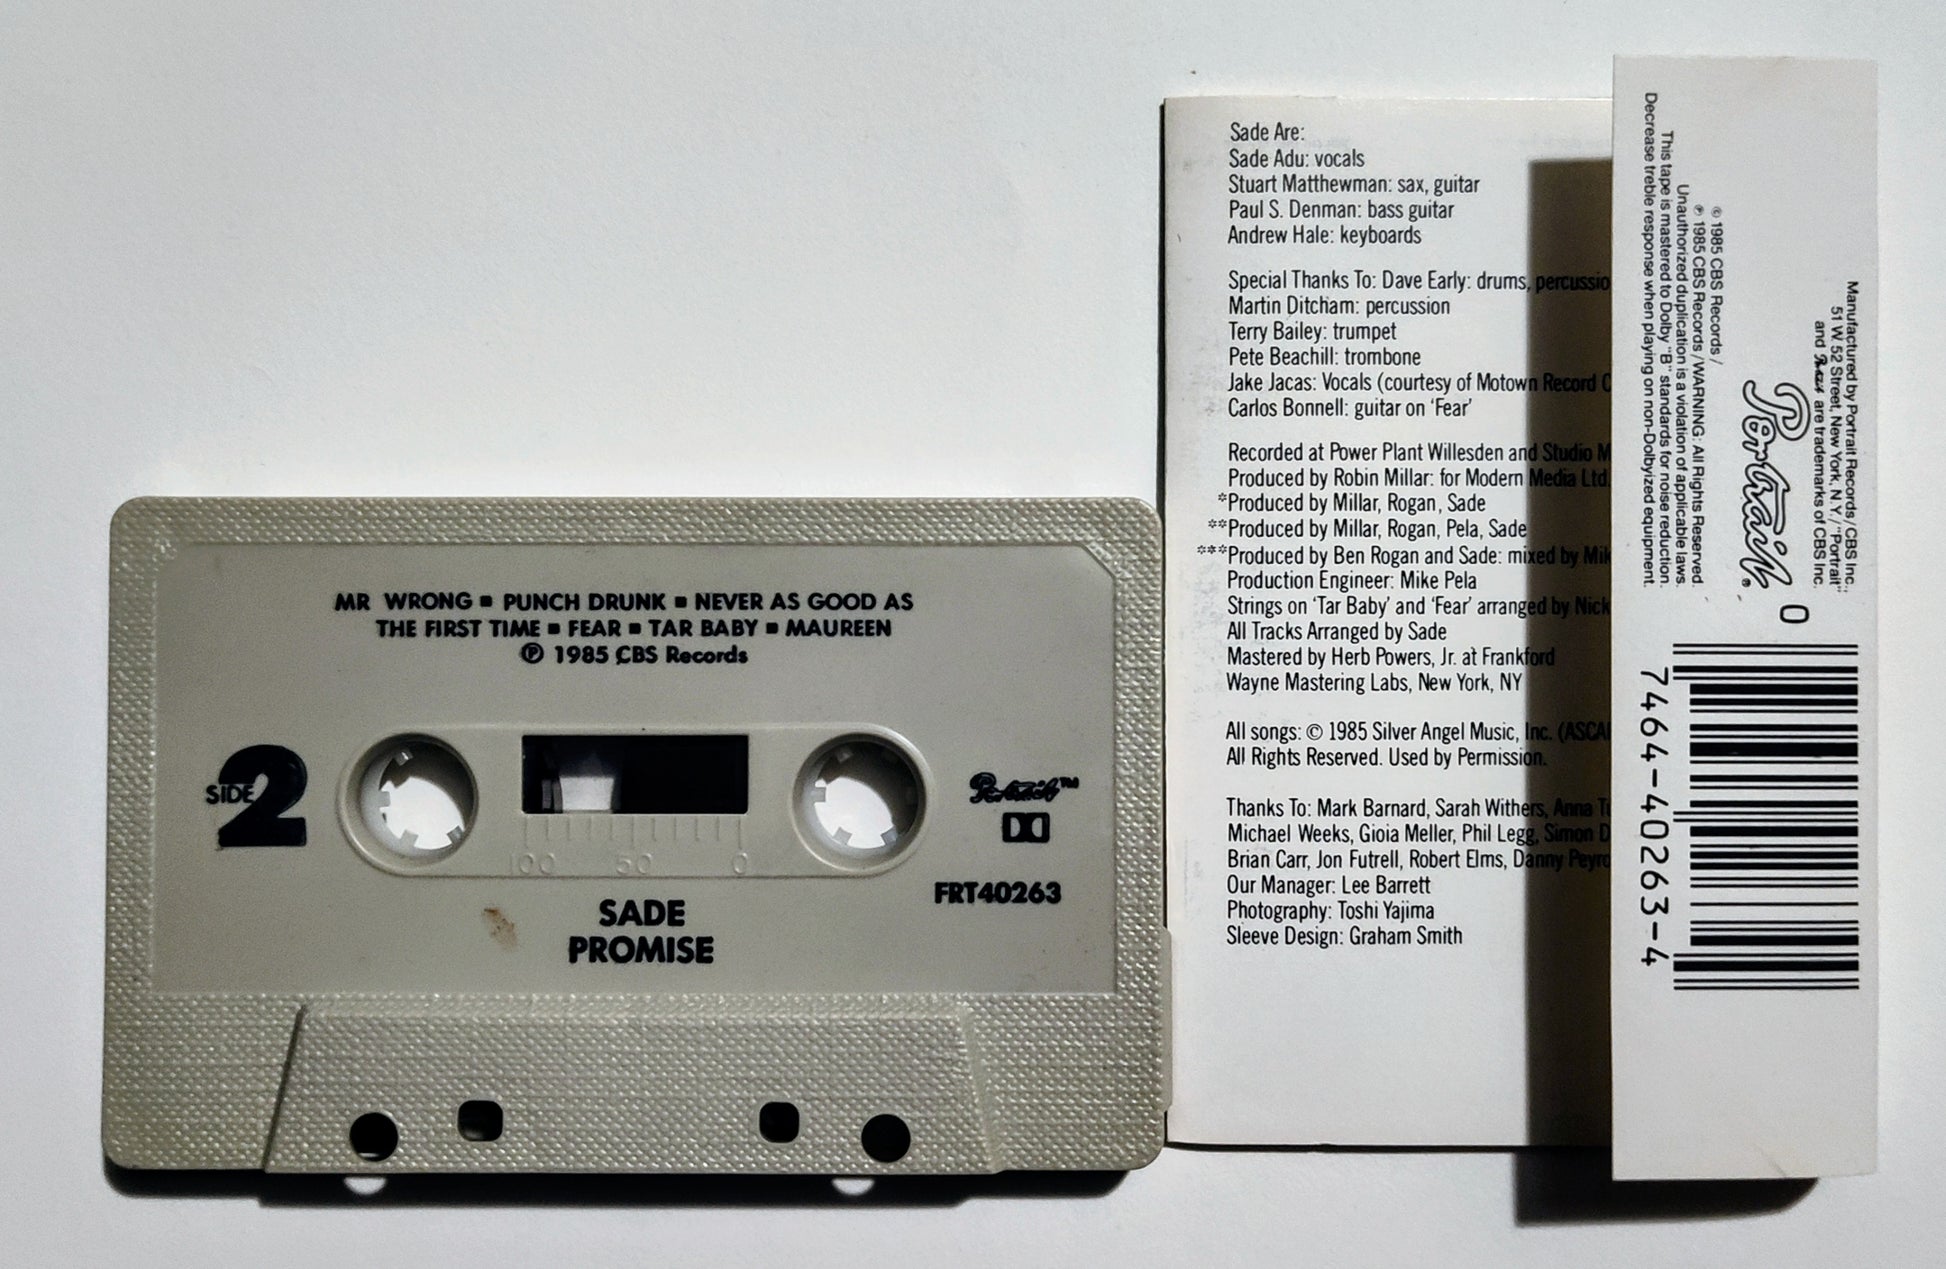 MR WRONG ▪ PUNCH DRUNK ▪ NEVER AS GOOD AS
THE FIRST TIME ▪ FEAR ▪ TAR BABY ▪ MAUREEN
℗ 1985 CBS Records
SIDE 2
100 50 0
Portrait™
FRT40263
SADE
PROMISE
Sade Are:
Sade Adu: vocals
Stuart Matthewman: sax, guitar
Paul S. Denman: bass guitar
Andrew Hale: keyboards
Special Thanks To: Dave Early: drums,
Martin Ditcham: percussion
Terry Bailey: trumpet
Pete Beachill: trombone
Jake Jacas: Vocals (courtesy of Motown Record
Carlos Bonnell: guitar on 'Fear'
Recorded at Power Plant Willesden and Studio
Produced by Robin Millar: for Modern Media Ltd.
*Produced by Millar, Rogan, Sade
**Produced by Millar, Rogan, Pela, Sade
***Produced by Ben Rogan and Sade: mixed by
Production Engineer: Mike Pela
Strings on 'Tar Baby' and 'Fear' arranged by Nick
All Tracks Arranged by Sade
Mastered by Herb Powers, Jr. at Frankford
Wayne Mastering Labs, New York, NY
All songs: © 1985 Silver Angel Music, Inc.
All Rights Reserved. Used by Permission.
Thanks To: Mark Barnard, Sarah Withers, Anna
Michael Weeks, Gioia Meller, Phil Legg, Simon
Brian Carr, Jon Futrell, Robert Elms, Danny
Our Manager: Lee Barrett
Photography: Toshi Yajima
Sleeve Design: Graham Smith
Manufactured by Portrait Records/CBS Inc.,
51 W. 52 Street, New York, N.Y./"Portrait"
and Portrait are trademarks of CBS Inc.
Portrait®
© 1985 CBS Records/
℗ 1985 CBS Records/WARNING: All Rights Reserved.
Unauthorized duplication is a violation of applicable laws.
This tape is mastered to Dolby "B" standards for noise reduction.
Decrease treble response when playing on non-Dolbyized equipment.
0
7464-40263-4